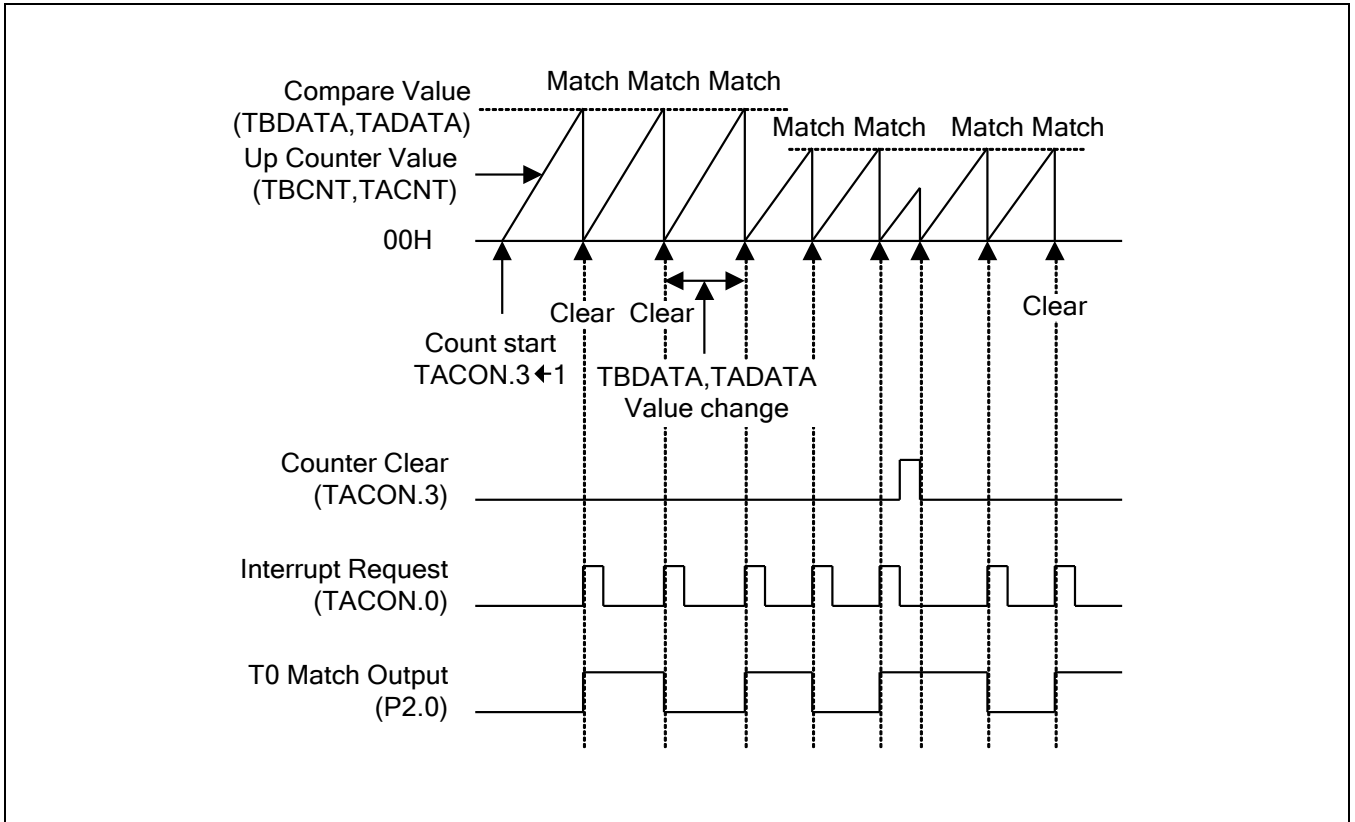 Match Match Match
Compare Value
(TBDATA,TADATA)
Match Match Match Match
Up Counter Value
(TBCNT,TACNT)
00H
Clear Clear
Clear
Count start
TACON.3←1
TBDATA,TADATA
Value change
Counter Clear
(TACON.3)
Interrupt Request
(TACON.0)
T0 Match Output
(P2.0)